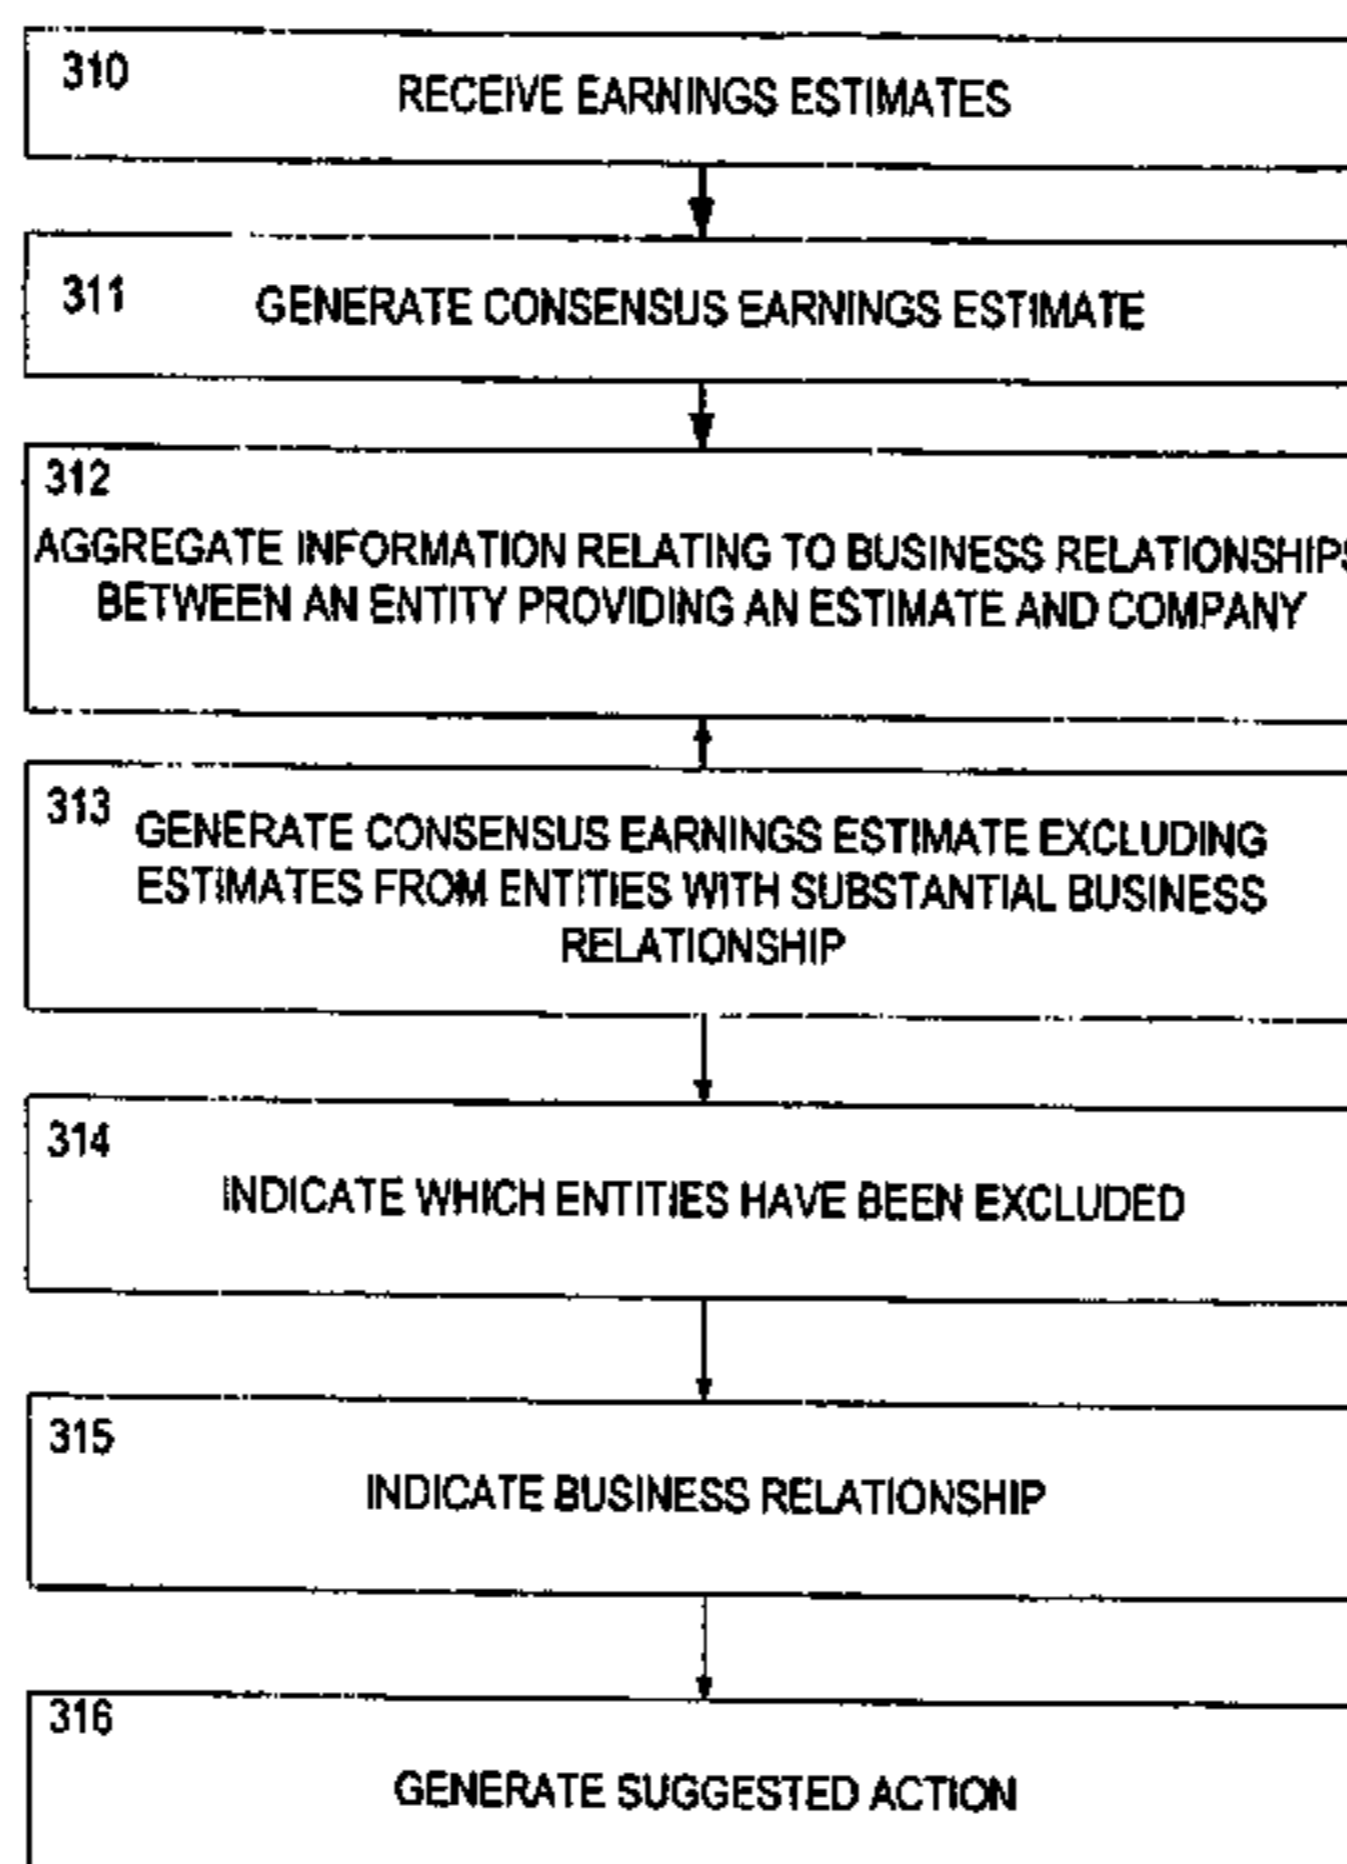 310
RECEIVE EARNINGS ESTIMATES
311
GENERATE CONSENSUS EARNINGS ESTIMATE
312
AGGREGATE INFORMATION RELATING TO BUSINESS RELATIONSHIPS
BETWEEN AN ENTITY PROVIDING AN ESTIMATE AND COMPANY
313
GENERATE CONSENSUS EARNINGS ESTIMATE EXCLUDING
ESTIMATES FROM ENTITIES WITH SUBSTANTIAL BUSINESS
RELATIONSHIP
314
INDICATE WHICH ENTITIES HAVE BEEN EXCLUDED
315
INDICATE BUSINESS RELATIONSHIP
316
GENERATE SUGGESTED ACTION